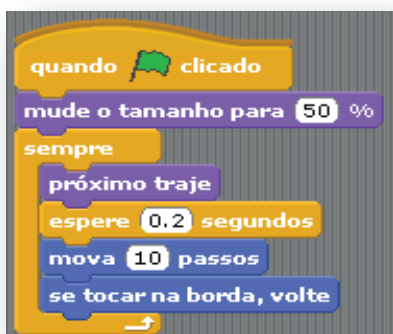 quando clicado
mude o tamanho para 50 %
sempre
próximo traje
espere 0.2 segundos
mova 10 passos
se tocar na borda, volte